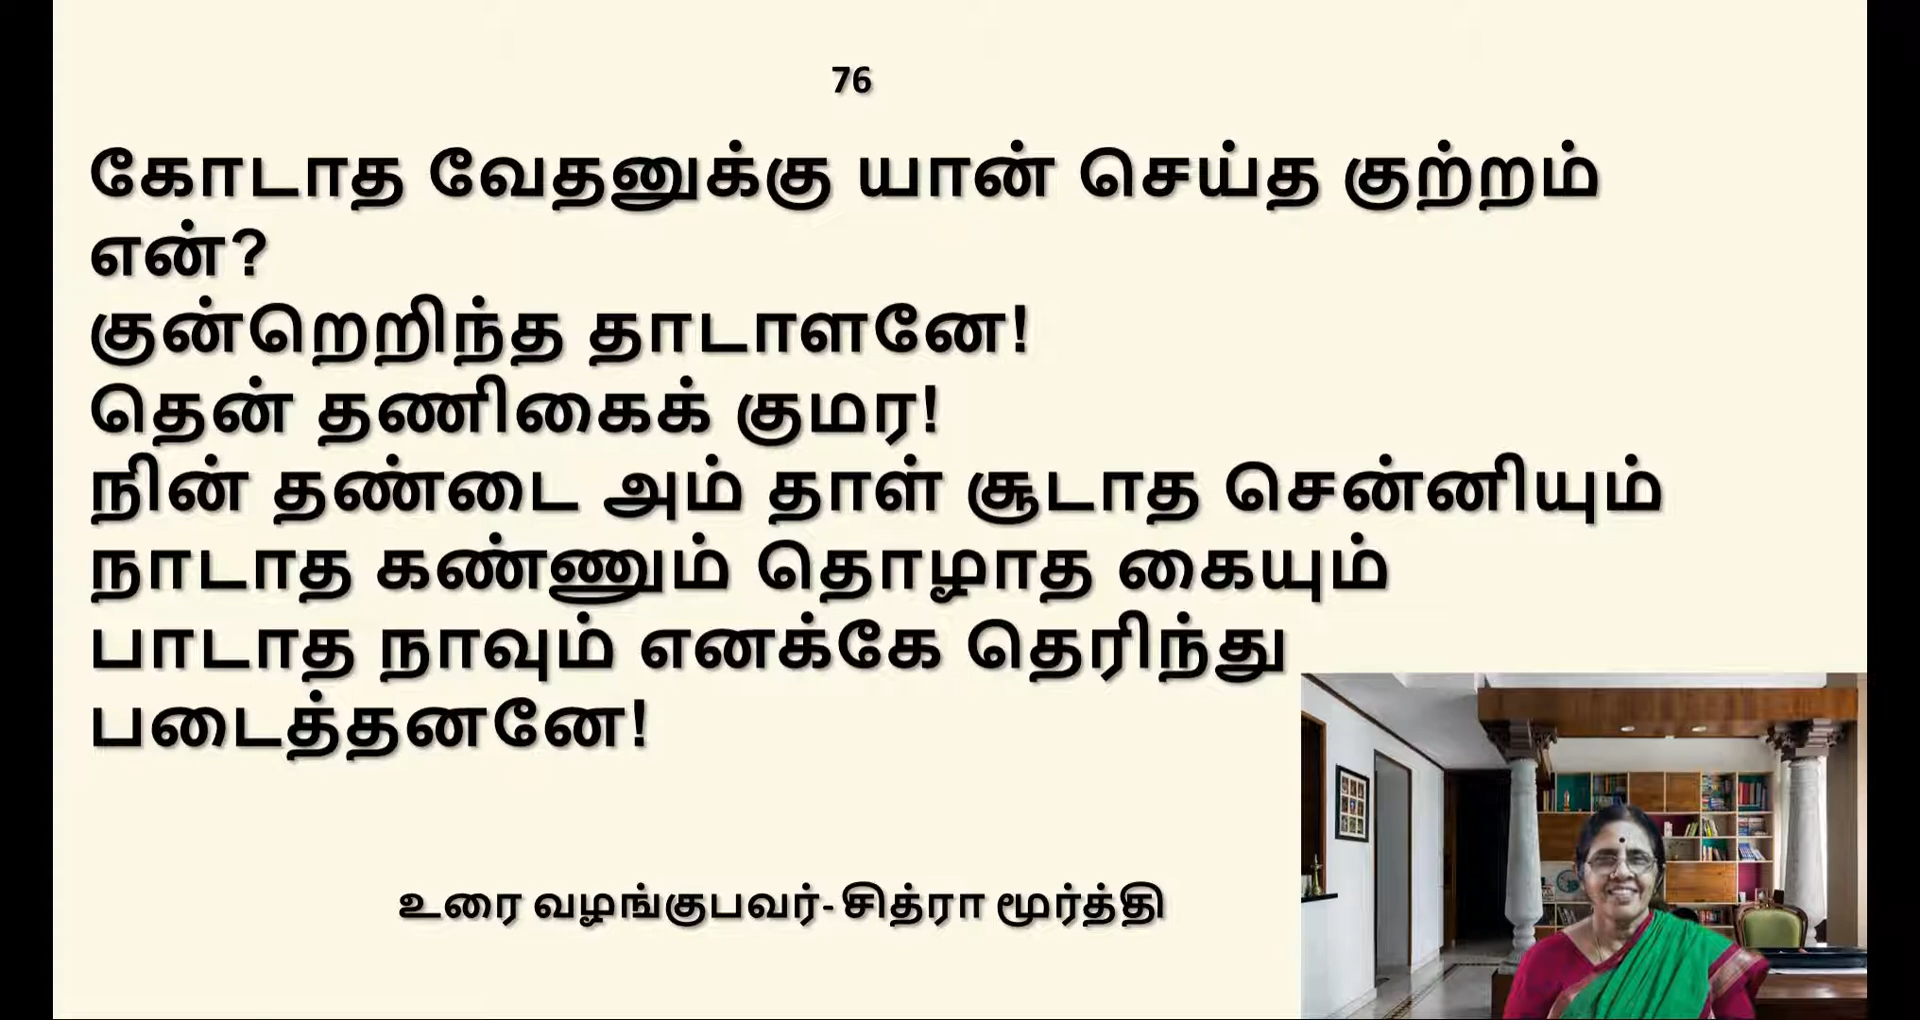 76
கோடாத வேதனுக்கு யான் செய்த குற்றம்
என்?
குன்றெறிந்த தாடாளனே!
தென் தணிகைக் குமர!
நின் தண்டை அம் தாள் சூடாத சென்னியும்
நாடாத கண்ணும் தொழாத கையும்
பாடாத நாவும் எனக்கே தெரிந்து
படைத்தனனே!
உரை வழங்குபவர்- சித்ரா மூர்த்தி